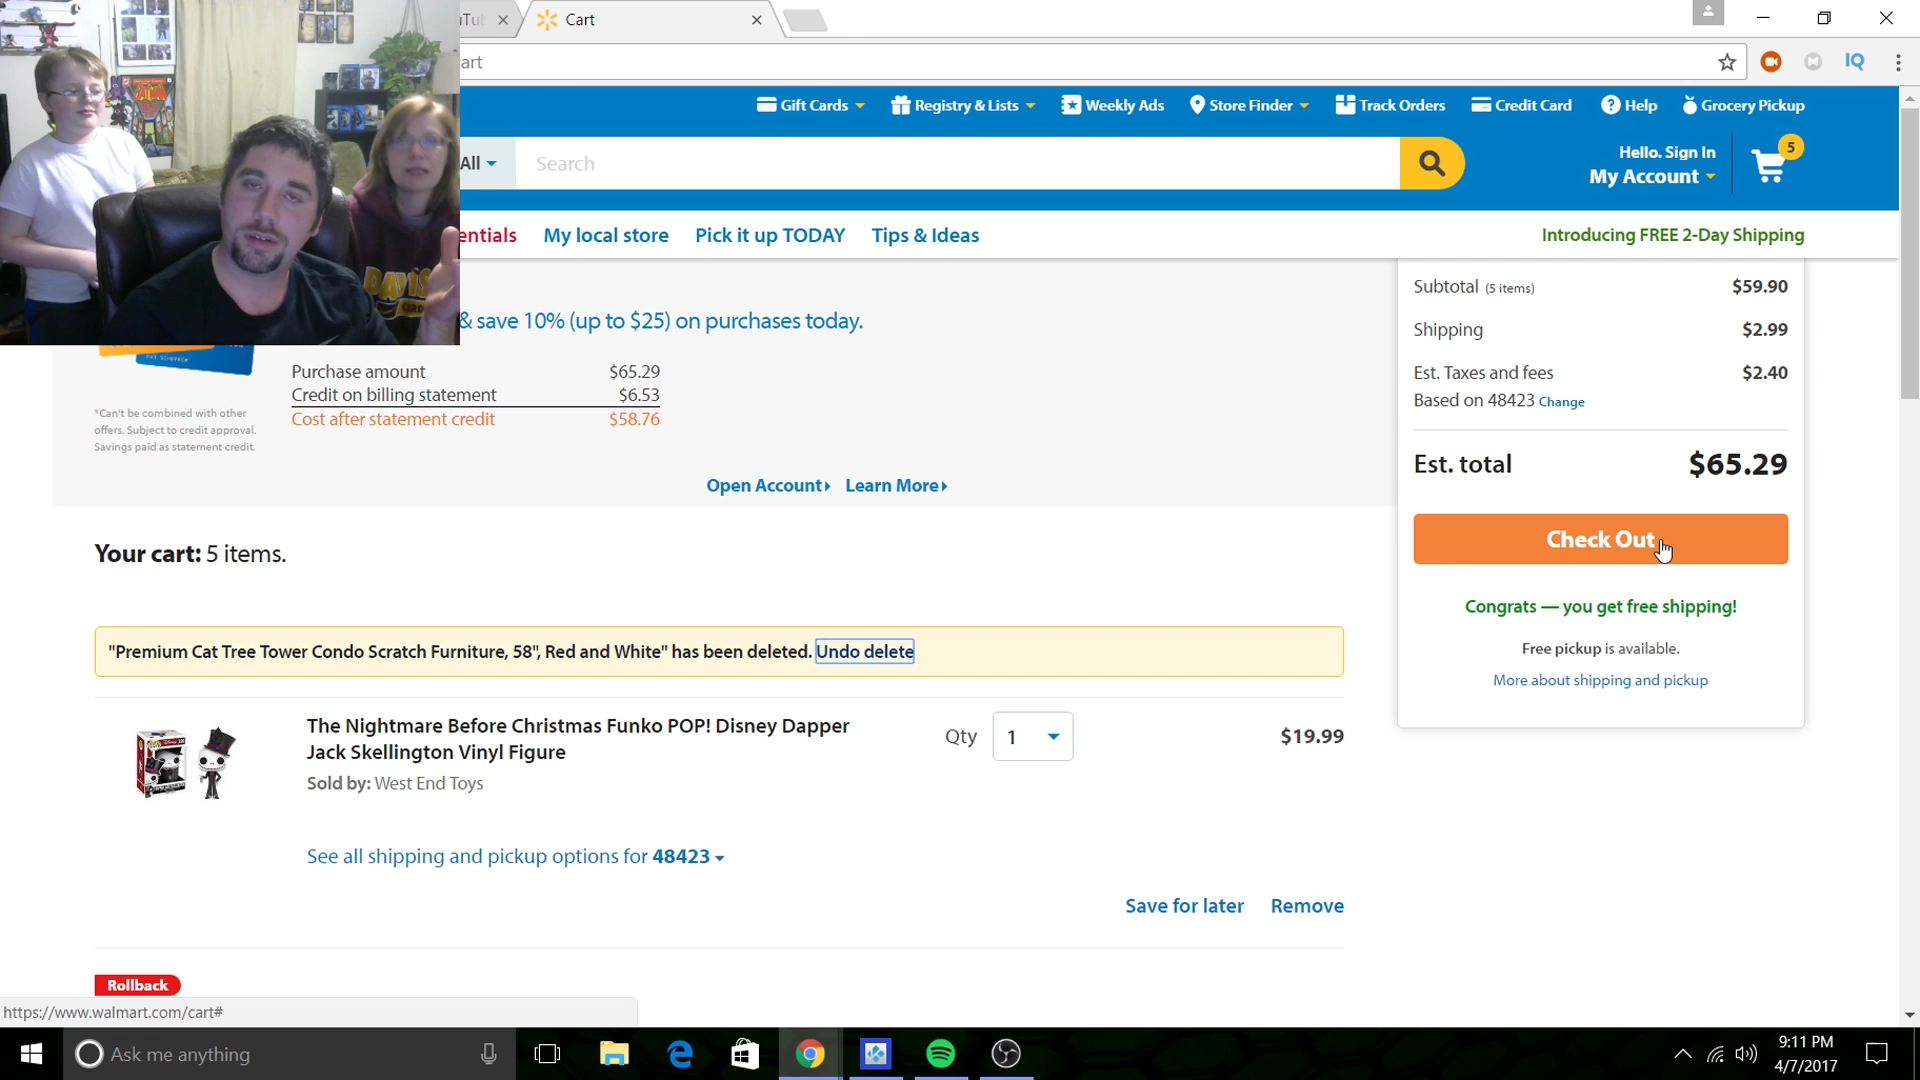 Tul
Cart
art
IQ
Gift Cards
Registry & Lists
Weekly Ads
Store Finder
Track Orders
Credit Card
Help
Grocery Pickup
All
Search
Hello. Sign In
My Account
5
entials
My local store
Pick it up TODAY
Tips & Ideas
Introducing FREE 2-Day Shipping
& save 10% (up to $25) on purchases today.
Purchase amount $65.29
Credit on billing statement $6.53
Cost after statement credit $58.76
*Can't be combined with other
offers. Subject to credit approval.
Savings paid as statement credit.
Open Account
Learn More
Subtotal (5 items) $59.90
Shipping $2.99
Est. Taxes and fees $2.40
Based on 48423 Change
Est. total $65.29
Check Out
Congrats — you get free shipping!
Free pickup is available.
More about shipping and pickup
Your cart: 5 items.
"Premium Cat Tree Tower Condo Scratch Furniture, 58", Red and White" has been deleted. Undo delete
The Nightmare Before Christmas Funko POP! Disney Dapper
Jack Skellington Vinyl Figure
Sold by: West End Toys
Qty 1 $19.99
See all shipping and pickup options for 48423
Save for later
Remove
Rollback
https://www.walmart.com/cart#
Ask me anything
9:11 PM
4/7/2017